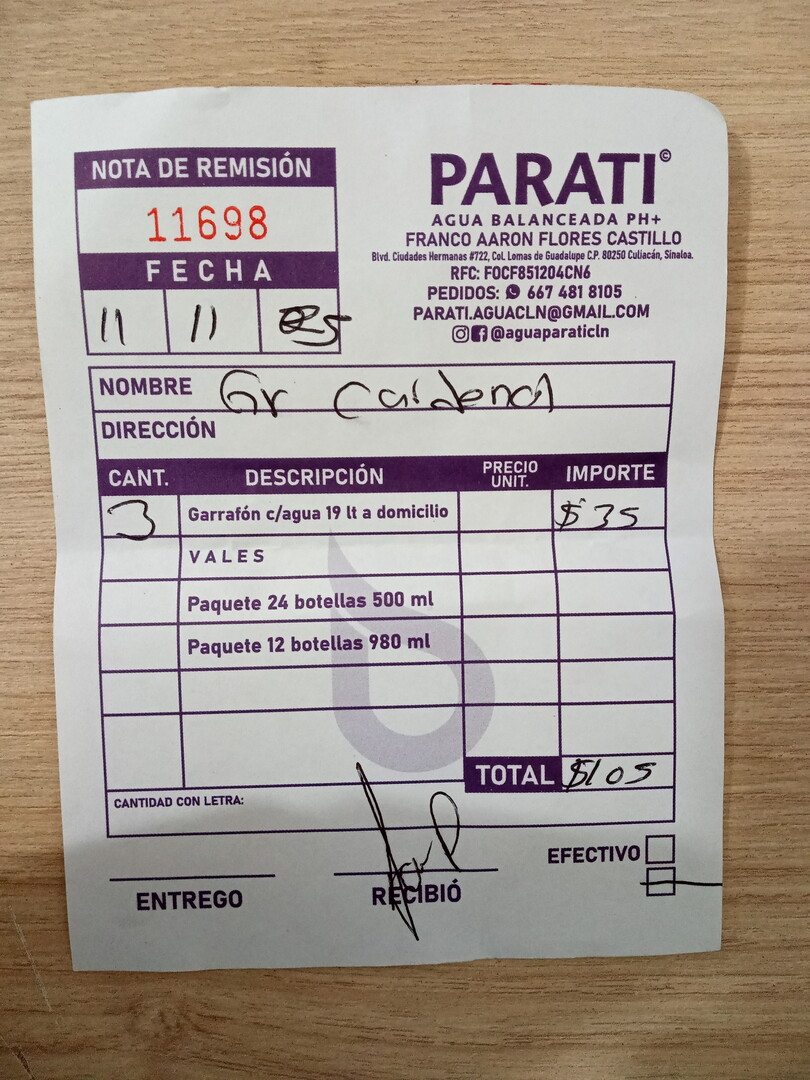 NOTA DE REMISIÓN
11698
FECHA
11 11 25
PARATI©
AGUA BALANCEADA PH+
FRANCO AARON FLORES CASTILLO
Blvd. Ciudades Hermanas #722, Col. Lomas de Guadalupe C.P. 80250 Culiacán, Sinaloa.
RFC: FOCF851204CN6
PEDIDOS: 667 481 8105
PARATI.AGUACLN@GMAIL.COM
@aguaparaticln
NOMBRE Gr Cardenal
DIRECCIÓN
CANT. DESCRIPCIÓN PRECIO UNIT. IMPORTE
3 Garrafón c/agua 19 lt a domicilio $35
VALES
Paquete 24 botellas 500 ml
Paquete 12 botellas 980 ml
TOTAL $105
CANTIDAD CON LETRA:
EFECTIVO
ENTREGO RECIBIÓ